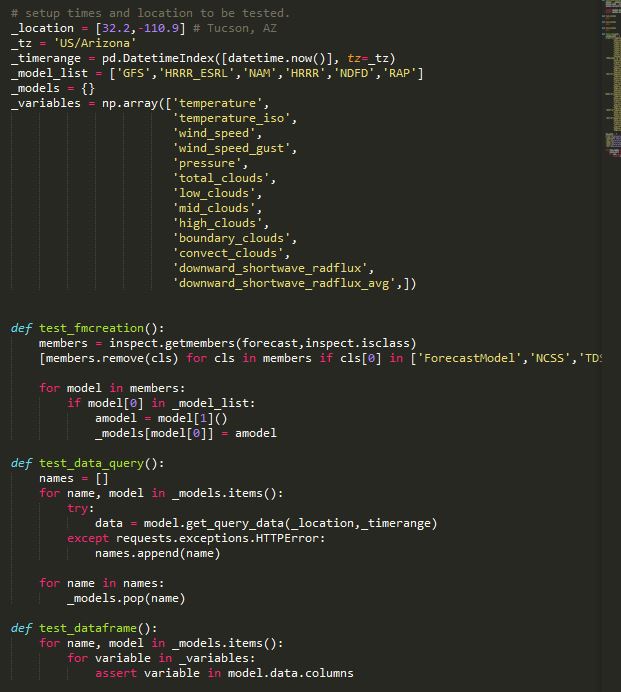 # setup times and location to be tested.
_location = [32.2,-110.9] # Tucson, AZ
_tz = 'US/Arizona'
_timerange = pd.DatetimeIndex([datetime.now()], tz=_tz)
_model_list = ['GFS','HRRR_ESRL','NAM','HRRR','NDFD','RAP']
_models = {}
_variables = np.array(['temperature',
                       'temperature_iso',
                       'wind_speed',
                       'wind_speed_gust',
                       'pressure',
                       'total_clouds',
                       'low_clouds',
                       'mid_clouds',
                       'high_clouds',
                       'boundary_clouds',
                       'convect_clouds',
                       'downward_shortwave_radflux',
                       'downward_shortwave_radflux_avg',])
def test_fmcreation():
    members = inspect.getmembers(forecast,inspect.isclass)
    [members.remove(cls) for cls in members if cls[0] in ['ForecastModel','NCSS','TDS
    for model in members:
        if model[0] in _model_list:
            amodel = model[1]()
            _models[model[0]] = amodel
def test_data_query():
    names = []
    for name, model in _models.items():
        try:
            data = model.get_query_data(_location,_timerange)
        except requests.exceptions.HTTPError:
            names.append(name)
    for name in names:
        _models.pop(name)
def test_dataframe():
    for name, model in _models.items():
        for variable in _variables:
            assert variable in model.data.columns